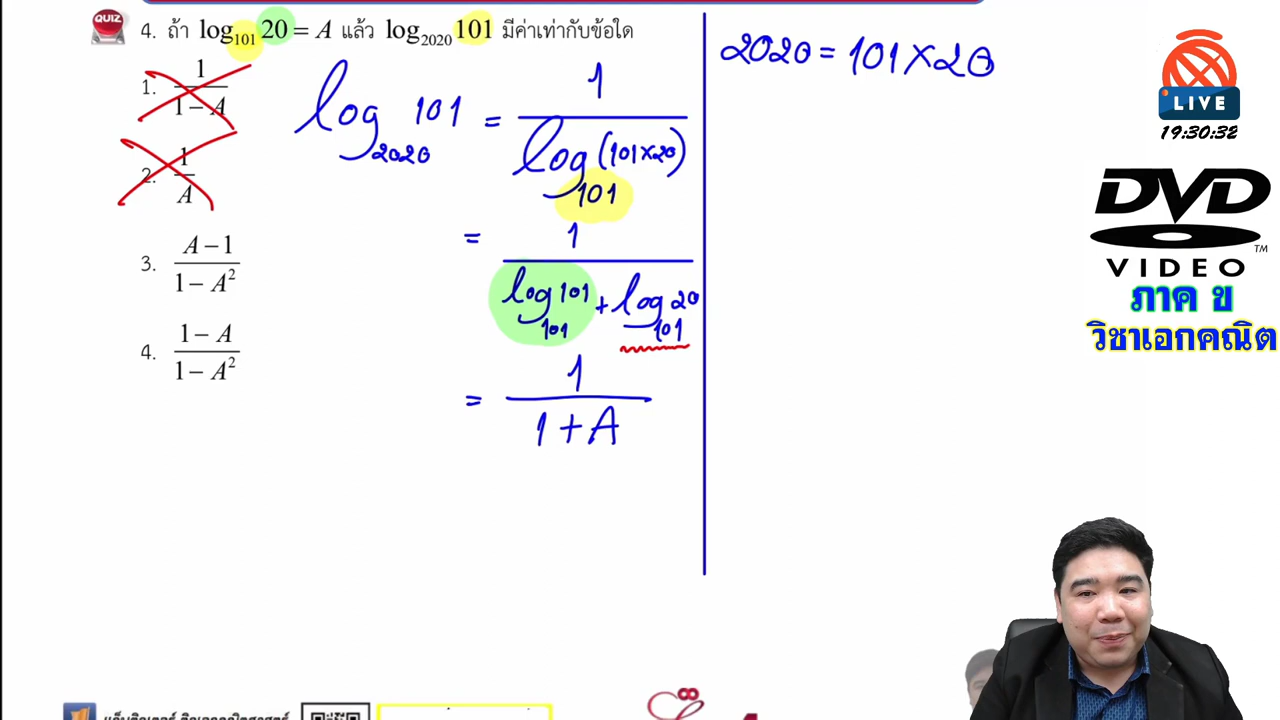 QUIZ
4. ถ้า log₁₀₁ 20 = A แล้ว log₂₀₂₀ 101 มีค่าเท่ากับข้อใด
1. 1/(1 − A)
2. 1/A
3. (A − 1)/(1 − A²)
4. (1 − A)/(1 − A²)
log₂₀₂₀ 101 = 1/(log₁₀₁ (101×20))
= 1/(log₁₀₁ 101 + log₁₀₁ 20)
= 1/(1 + A)
2020 = 101 × 20
LIVE
19:30:32
DVD
VIDEO
TM
ภาค ข
วิชาเอกคณิต